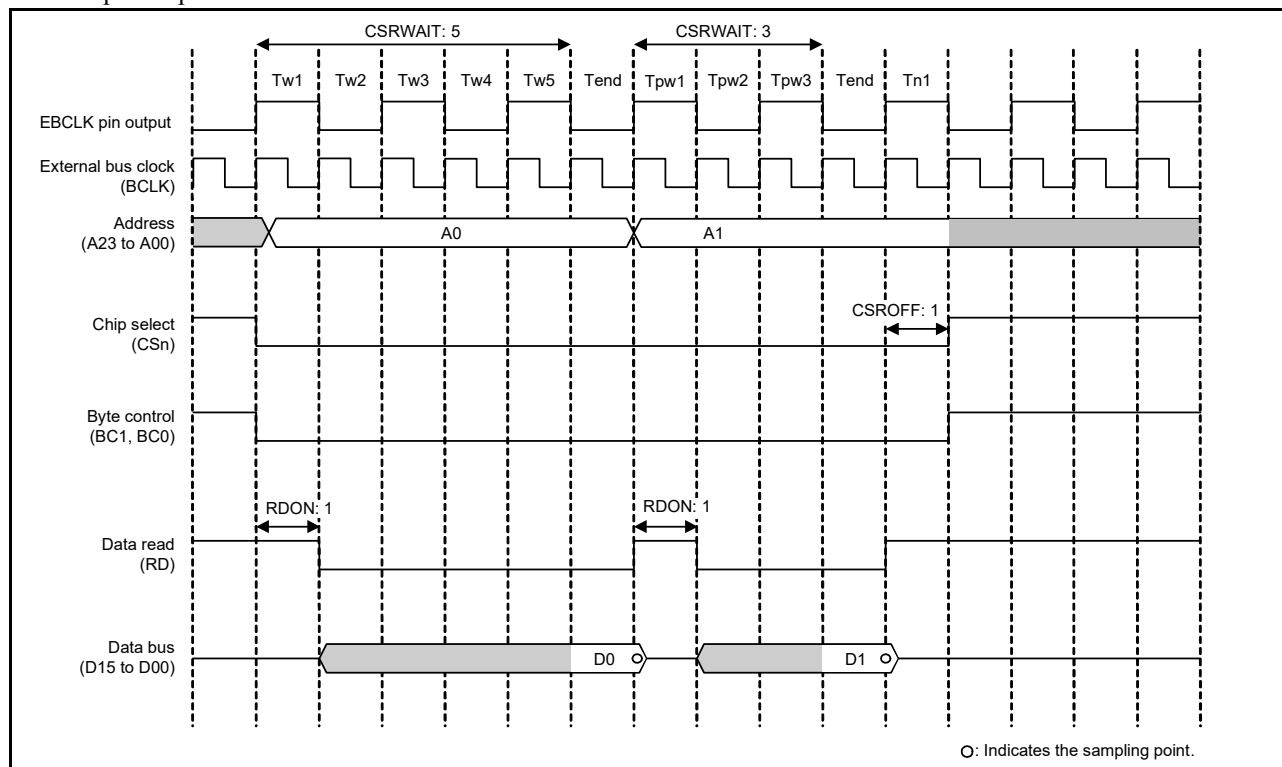 CSRWAIT: 5 CSRWAIT: 3
Tw1 Tw2 Tw3 Tw4 Tw5 Tend Tpw1 Tpw2 Tpw3 Tend Tn1
EBCLK pin output
External bus clock
(BCLK)
Address
(A23 to A00)
A0 A1
CSROFF: 1
Chip select
(CSn)
Byte control
(BC1, BC0)
RDON: 1 RDON: 1
Data read
(RD)
Data bus
(D15 to D00)
D0 D1
O: Indicates the sampling point.